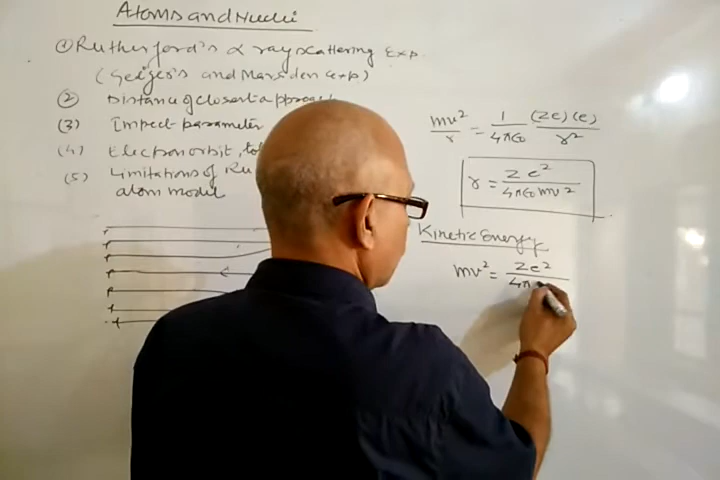 Atoms and Nuclei
① Rutherford's α ray scattering Exp.
(Geiger's and Marsden exp)
② Distance of closest approach
(3) Impact parameter
(4) Electron orbit,
(5) Limitations of Ru
atom model
mv²/r = 1/4πε₀ (Ze)(e)/r²
r = Ze²/4πε₀mv²
Kinetic Energy
mv² = Ze²/4π